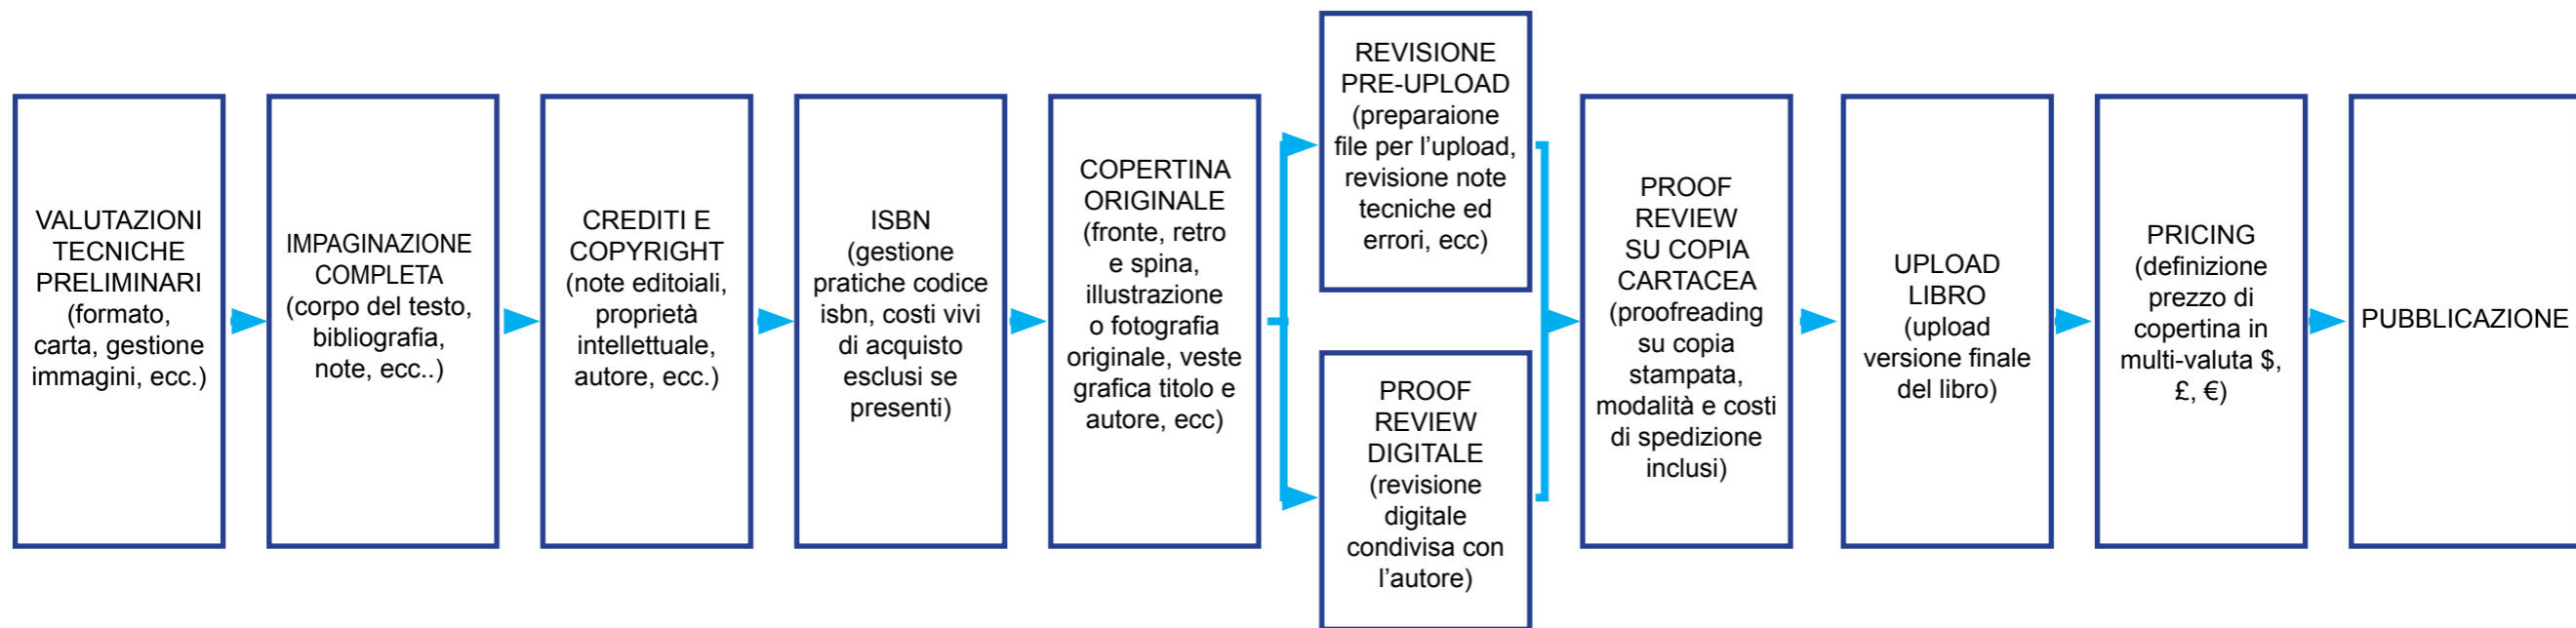 VALUTAZIONI
TECNICHE
PRELIMINARI
(formato,
carta, gestione
immagini, ecc.)
IMPAGINAZIONE
COMPLETA
(corpo del testo,
bibliografia,
note, ecc..)
CREDITI E
COPYRIGHT
(note editoiali,
proprietà
intellettuale,
autore, ecc.)
ISBN
(gestione
pratiche codice
isbn, costi vivi
di acquisto
esclusi se
presenti)
COPERTINA
ORIGINALE
(fronte, retro
e spina,
illustrazione
o fotografia
originale, veste
grafica titolo e
autore, ecc)
REVISIONE
PRE-UPLOAD
(preparaione
file per l’upload,
revisione note
tecniche ed
errori, ecc)
PROOF
REVIEW
DIGITALE
(revisione
digitale
condivisa con
l’autore)
PROOF
REVIEW
SU COPIA
CARTACEA
(proofreading
su copia
stampata,
modalità e costi
di spedizione
inclusi)
UPLOAD
LIBRO
(upload
versione finale
del libro)
PRICING
(definizione
prezzo di
copertina in
multi-valuta $,
£, €)
PUBBLICAZIONE